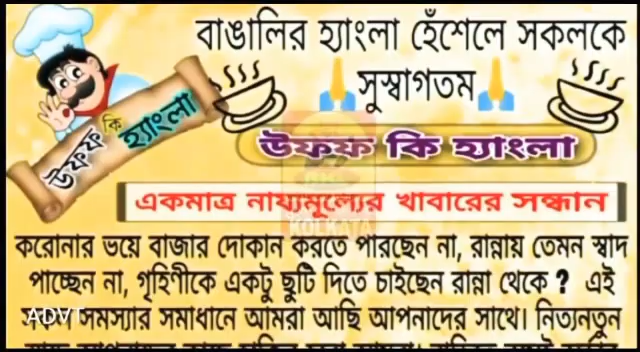 বাঙালির হ্যাংলা হেঁশেলে সকলকে
সুস্বাগতম
উফফ কি হ্যাংলা
উফফ কি হ্যাংলা
একমাত্র নায্যমূল্যের খাবারের সন্ধান
KOLKATA
করোনার ভয়ে বাজার দোকান করতে পারছেন না, রান্নায় তেমন স্বাদ
পাচ্ছেন না, গৃহিণীকে একটু ছুটি দিতে চাইছেন রান্না থেকে ? এই
সমস্যার সমাধানে আমরা আছি আপনাদের সাথে। নিত্যনতুন
ADVT